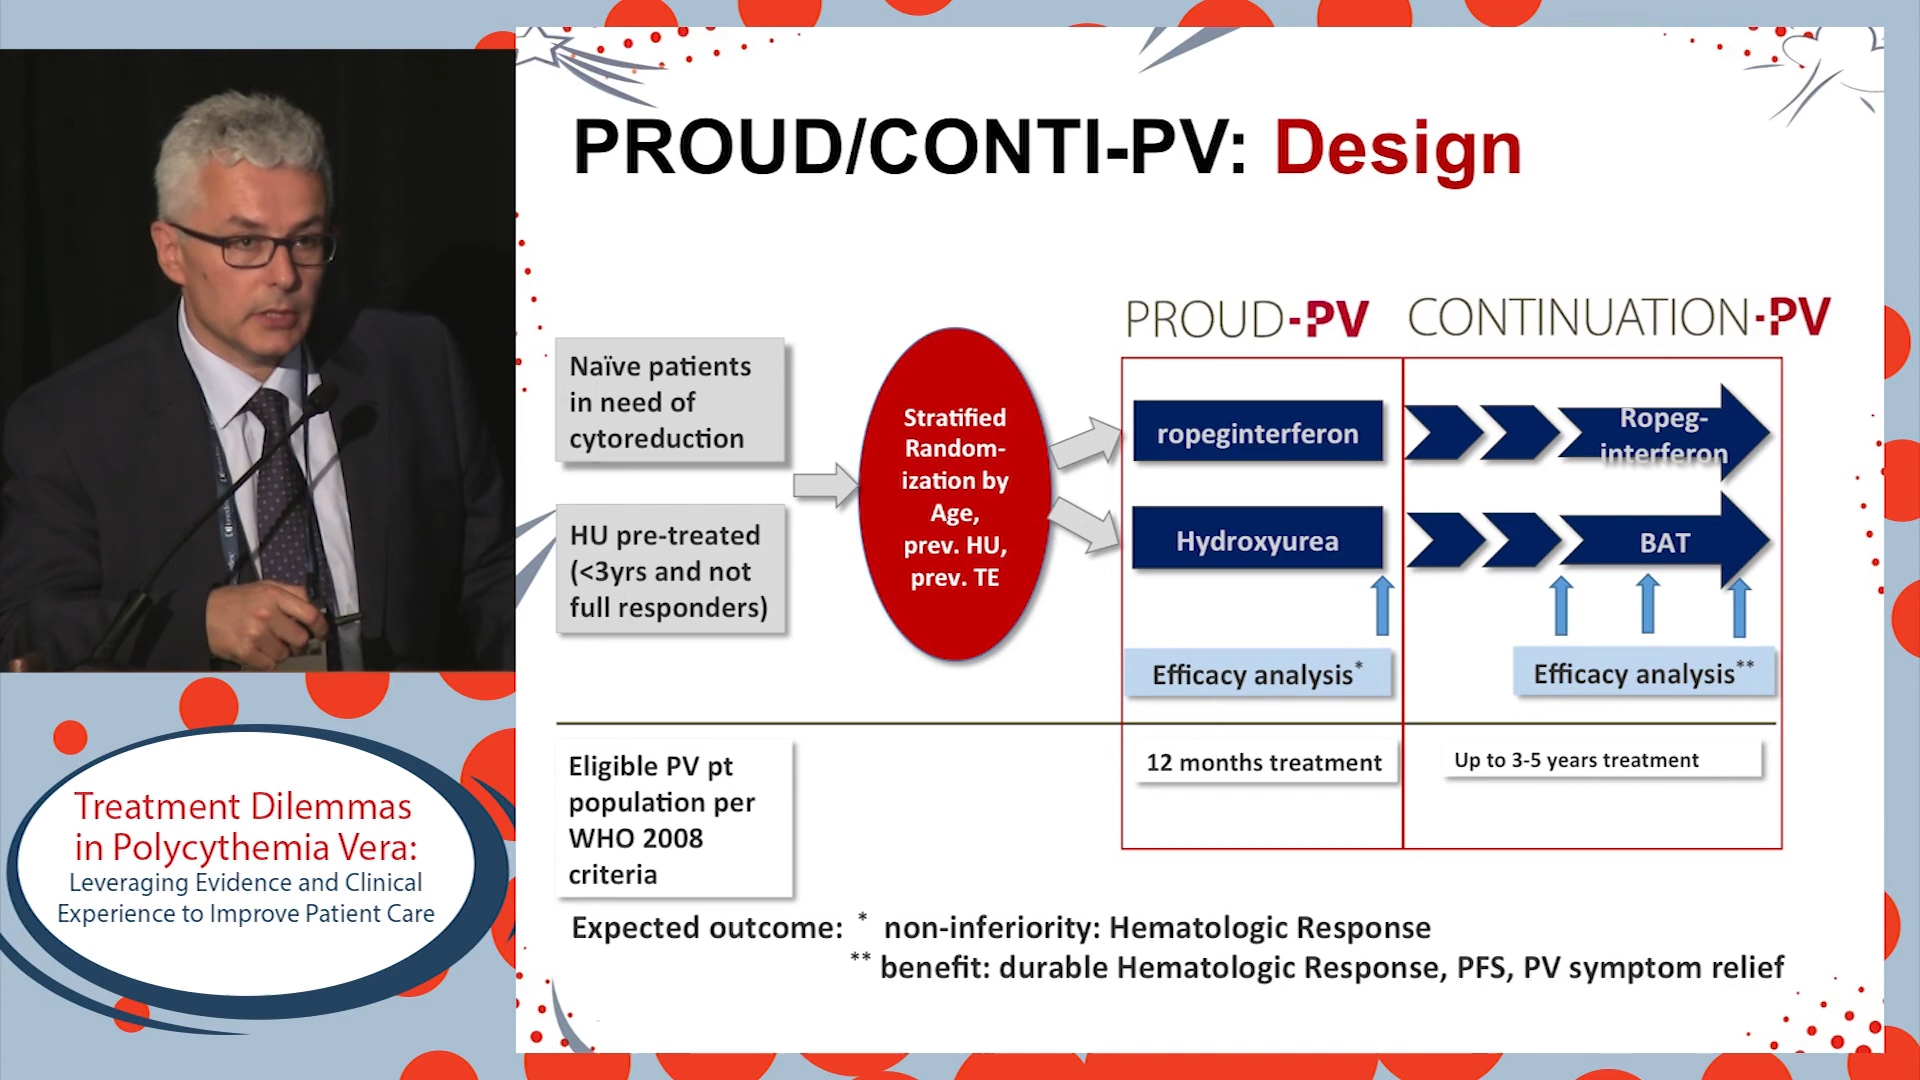 PROUD/CONTI-PV: Design
PROUD-PV
CONTINUATION-PV
Naïve patients
in need of
cytoreduction
HU pre-treated
(<3yrs and not
full responders)
Stratified
Random-
ization by
Age,
prev. HU,
prev. TE
ropeginterferon
Ropeg-
interferon
Hydroxyurea
BAT
Efficacy analysis*
Efficacy analysis**
Eligible PV pt
population per
WHO 2008
criteria
12 months treatment
Up to 3-5 years treatment
Expected outcome: * non-inferiority: Hematologic Response
** benefit: durable Hematologic Response, PFS, PV symptom relief
Treatment Dilemmas
in Polycythemia Vera:
Leveraging Evidence and Clinical
Experience to Improve Patient Care